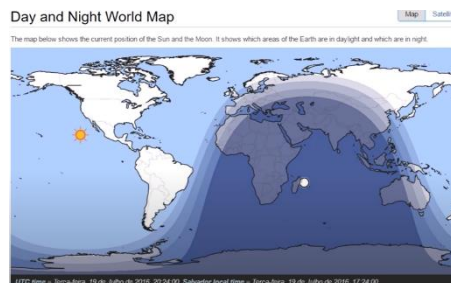 Day and Night World Map
Map Satelli
The map below shows the current position of the Sun and the Moon. It shows which areas of the Earth are in daylight and which are in night.
UTC time = Terca-feira, 19 de Julho de 2016, 20:24:00. Salvador local time = Terca-feira, 19 de Julho de 2016, 17:24:00.